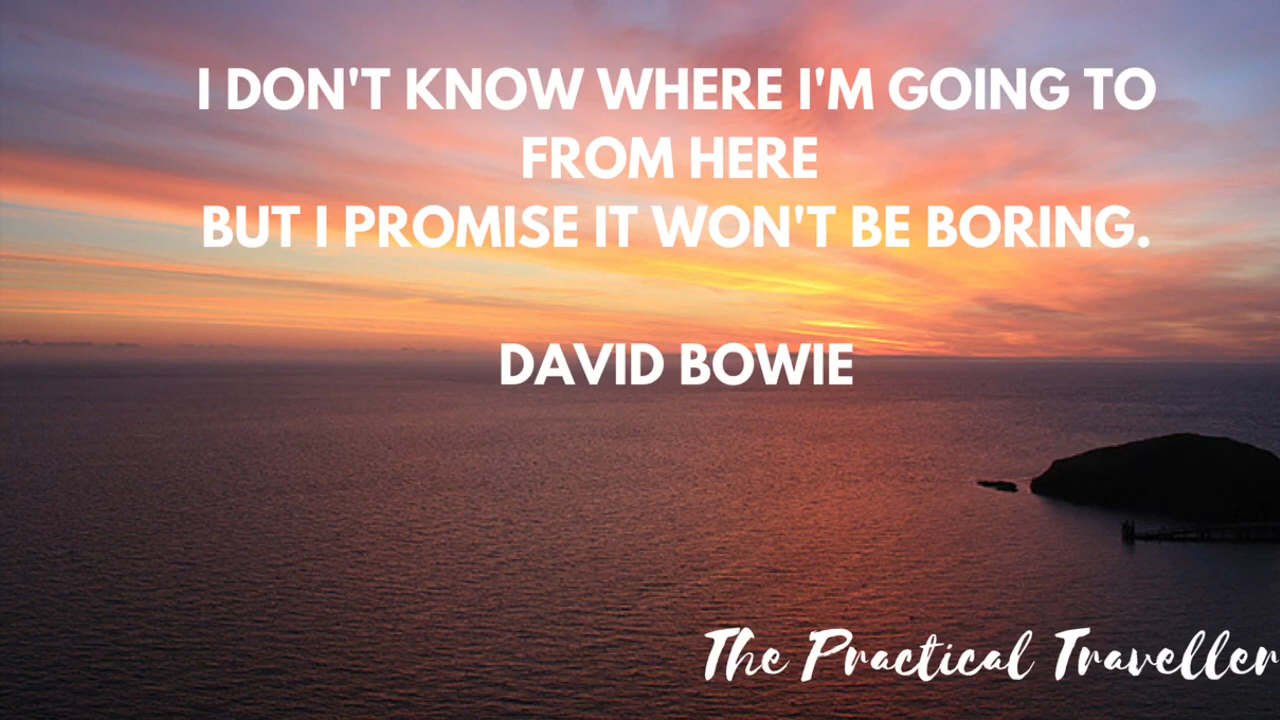 I DON'T KNOW WHERE I'M GOING TO
FROM HERE
BUT I PROMISE IT WON'T BE BORING.
DAVID BOWIE
The Practical Traveller